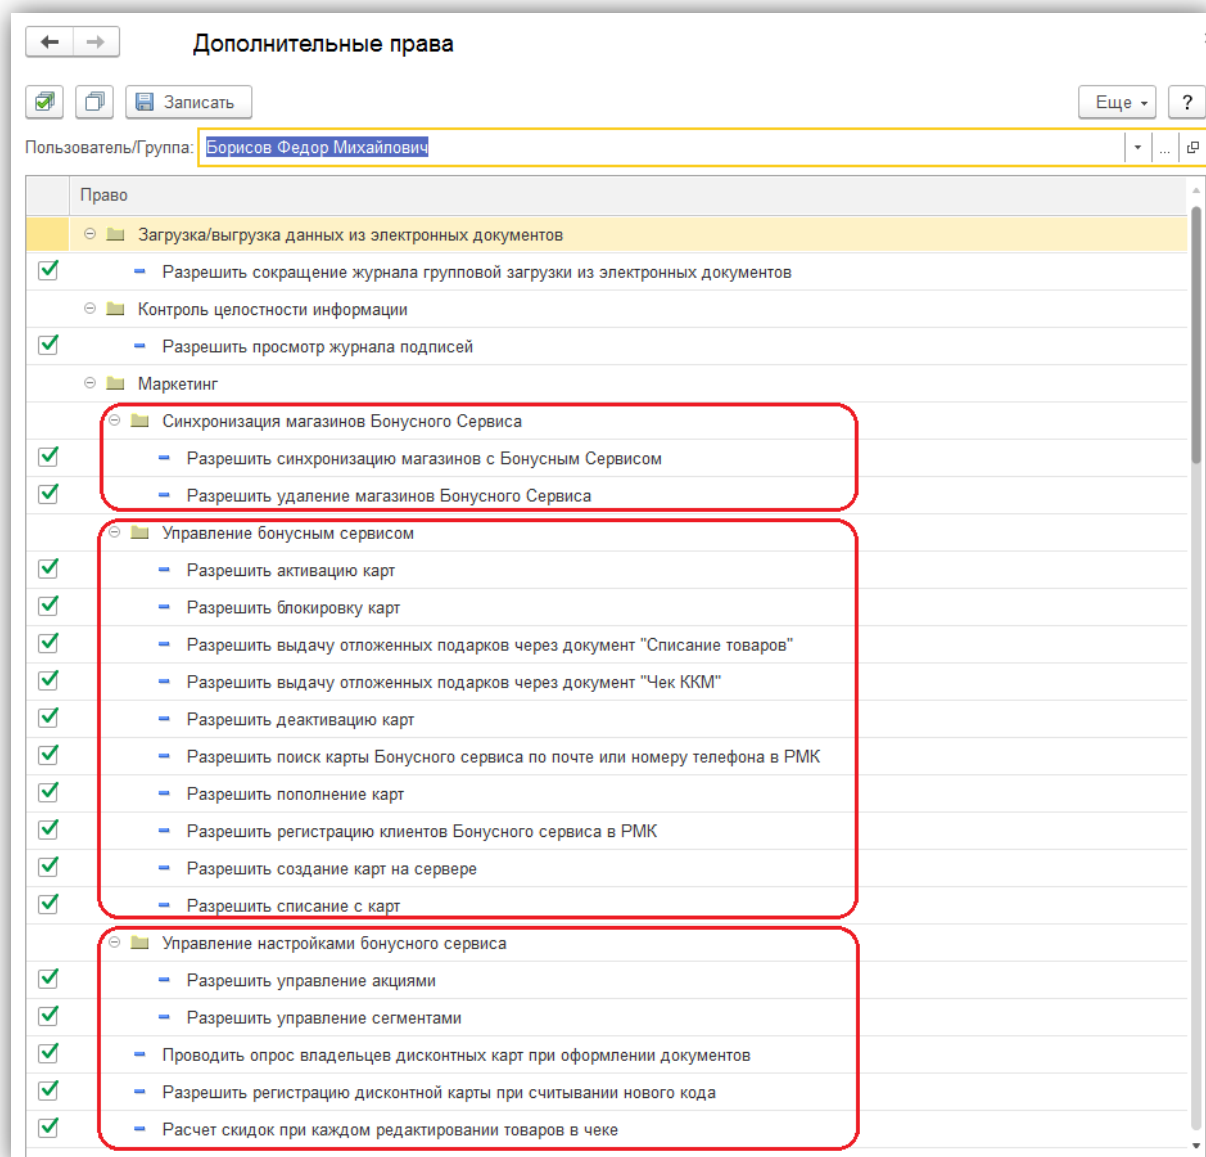 Дополнительные права
Записать
Еще
?
Пользователь/Группа: Борисов Федор Михайлович
...
Право
Загрузка/выгрузка данных из электронных документов
Разрешить сокращение журнала групповой загрузки из электронных документов
Контроль целостности информации
Разрешить просмотр журнала подписей
Маркетинг
Синхронизация магазинов Бонусного Сервиса
Разрешить синхронизацию магазинов с Бонусным Сервисом
Разрешить удаление магазинов Бонусного Сервиса
Управление бонусным сервисом
Разрешить активацию карт
Разрешить блокировку карт
Разрешить выдачу отложенных подарков через документ "Списание товаров"
Разрешить выдачу отложенных подарков через документ "Чек ККМ"
Разрешить деактивацию карт
Разрешить поиск карты Бонусного сервиса по почте или номеру телефона в РМК
Разрешить пополнение карт
Разрешить регистрацию клиентов Бонусного сервиса в РМК
Разрешить создание карт на сервере
Разрешить списание с карт
Управление настройками бонусного сервиса
Разрешить управление акциями
Разрешить управление сегментами
Проводить опрос владельцев дисконтных карт при оформлении документов
Разрешить регистрацию дисконтной карты при считывании нового кода
Расчет скидок при каждом редактировании товаров в чеке